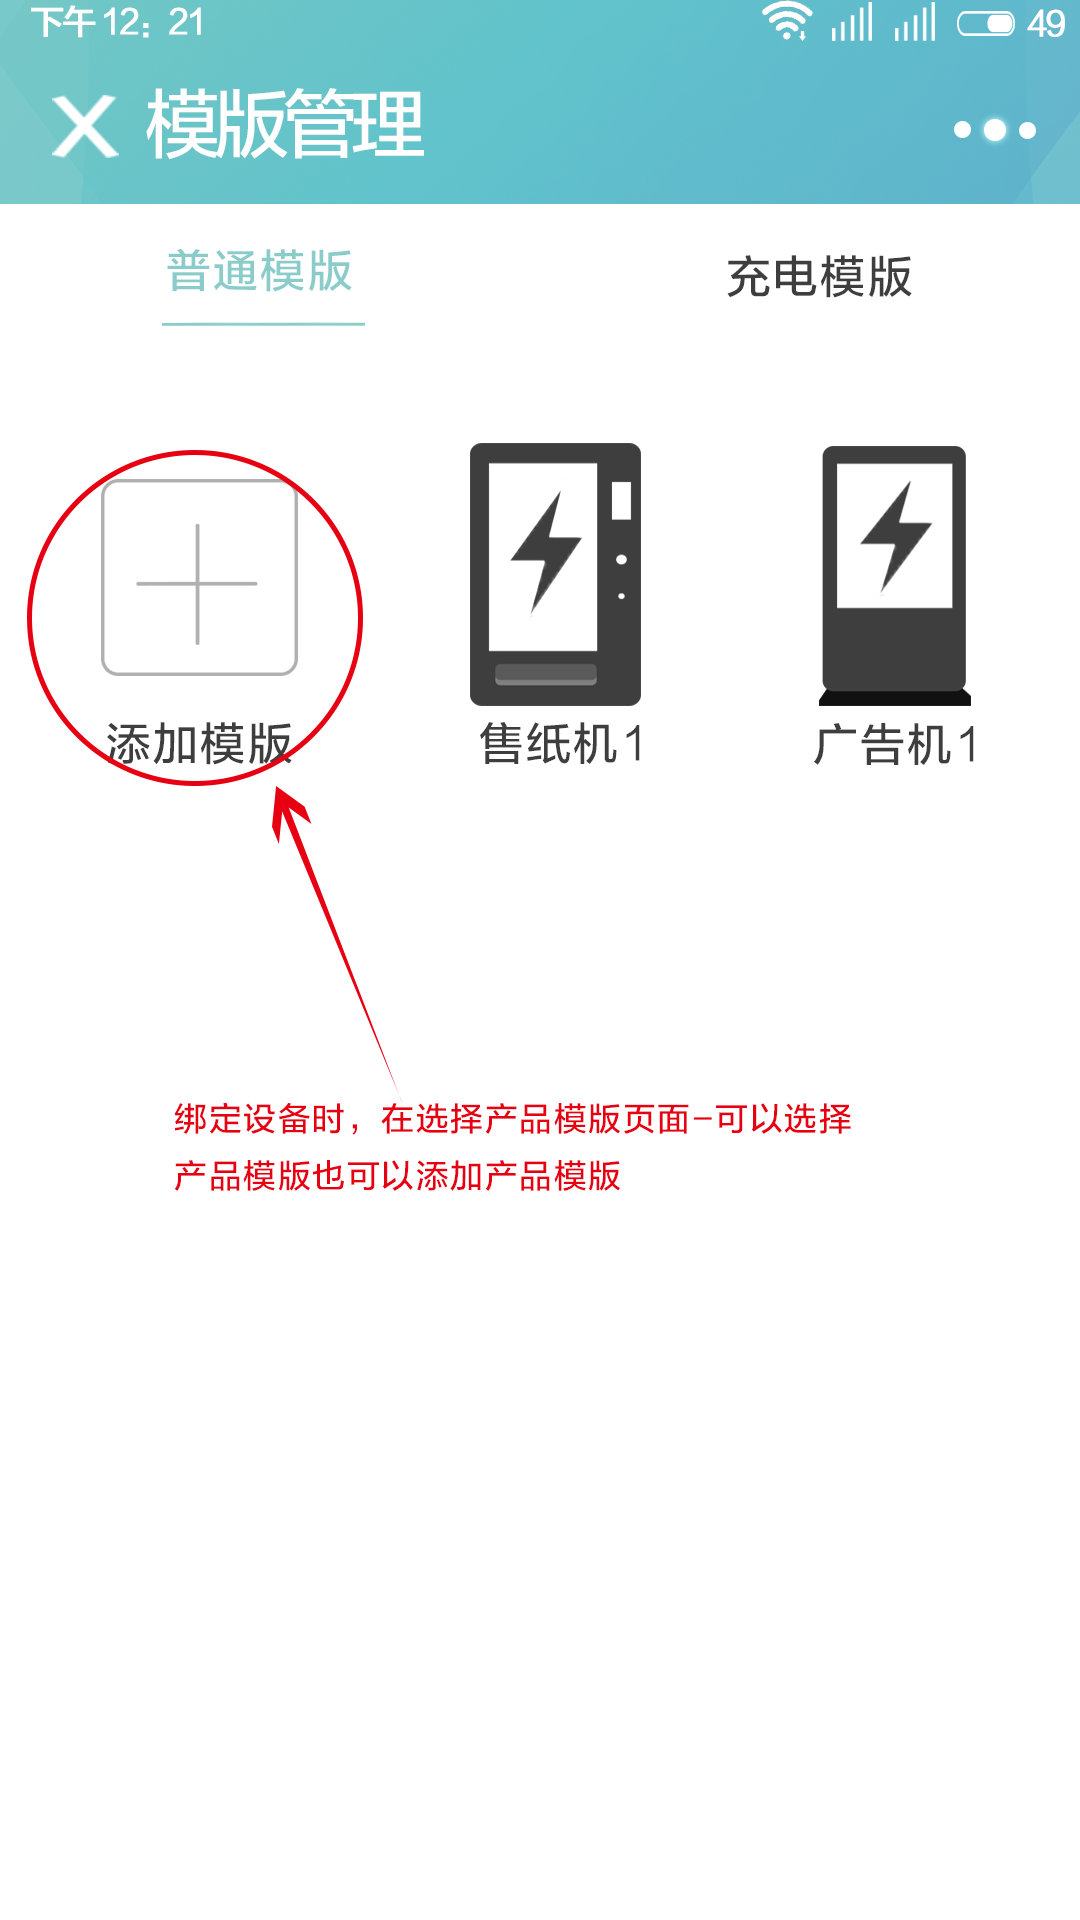 下午12：21
49
模版管理
普通模版
充电模版
添加模版
售纸机1
广告机1
绑定设备时，在选择产品模版页面-可以选择
产品模版也可以添加产品模版